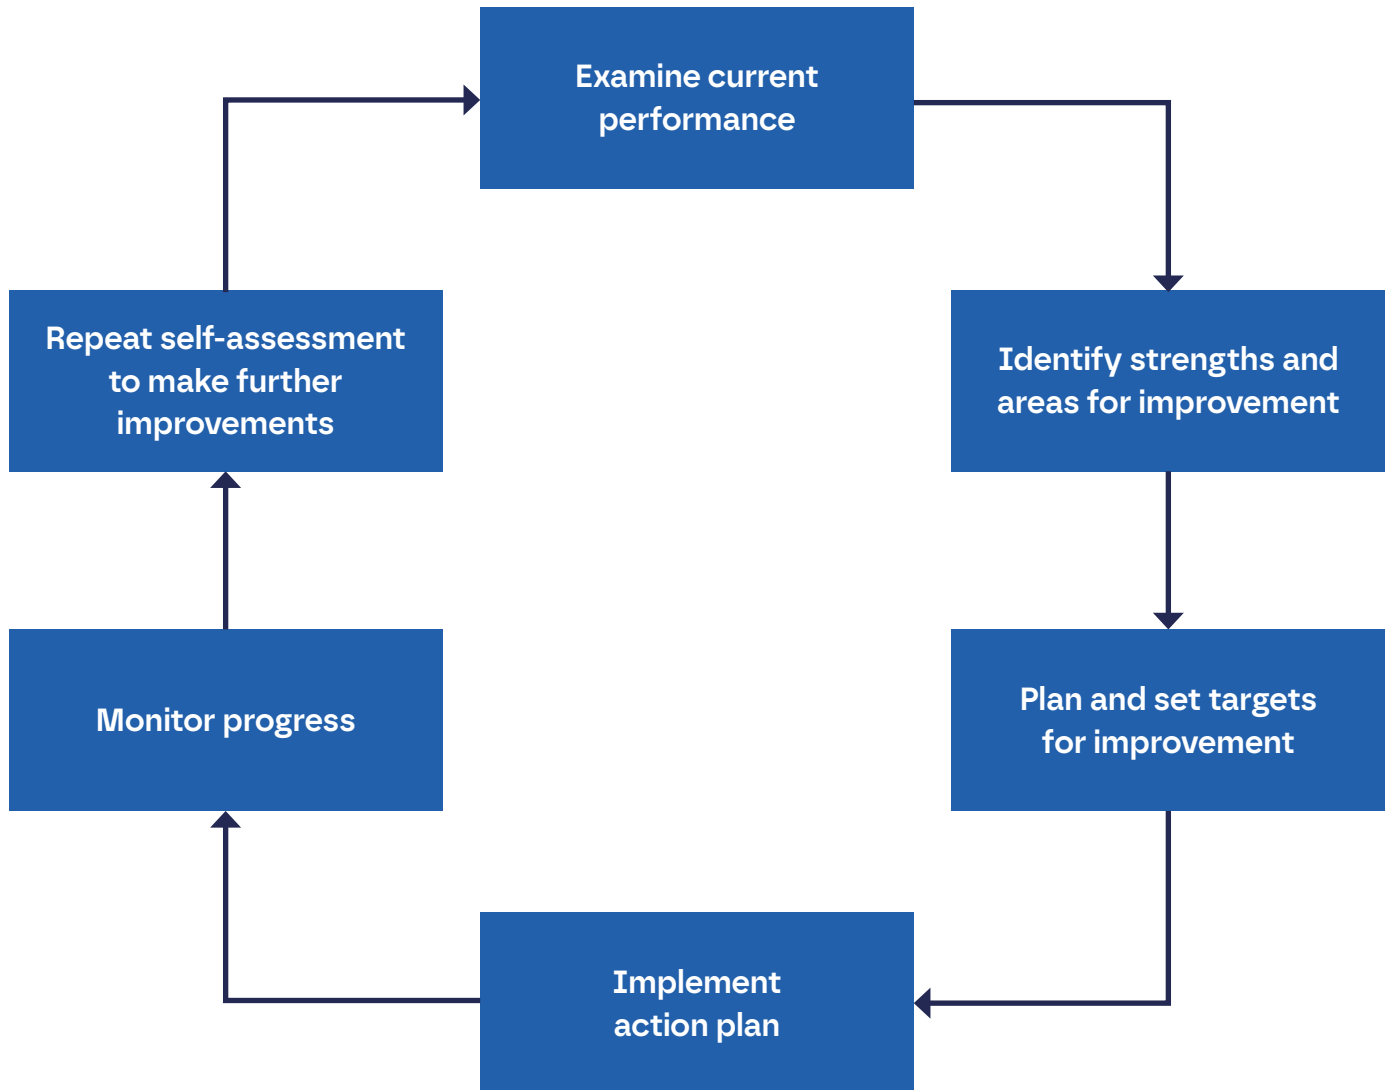 Examine current
performance
Identify strengths and
areas for improvement
Plan and set targets
for improvement
Implement
action plan
Monitor progress
Repeat self-assessment
to make further
improvements